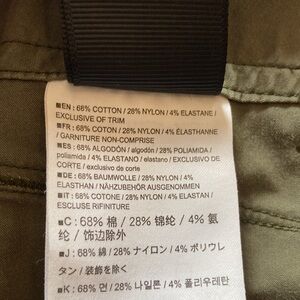 ■EN: 68% COTTON / 28% NYLON / 4% ELASTANE /
EXCLUSIVE OF TRIM
■FR: 68% COTON / 28% NYLON / 4% ÉLASTHANNE
/ GARNITURE NON-COMPRISE
■ES: 68% ALGODÓN / algodón / 28% POLIAMIDA /
poliamida / 4% ELASTANO / elastano / EXCLUSIVO DE
CORTE / exclusivo de corte
■DE: 68% BAUMWOLLE / 28% NYLON / 4%
ELASTHAN / NÄHZUBEHÖR AUSGENOMMEN
■IT: 68% COTONE / 28% NYLON / 4% ELASTAN /
ESCLUSE RIFINITURE
■C: 68% 棉 / 28% 锦纶 / 4% 氨
纶 / 饰边除外
■J: 68% 綿 / 28% ナイロン / 4% ポリウレ
タン / 装飾を除く
■K: 68% 면 / 28% 나일론 / 4% 폴리우레탄